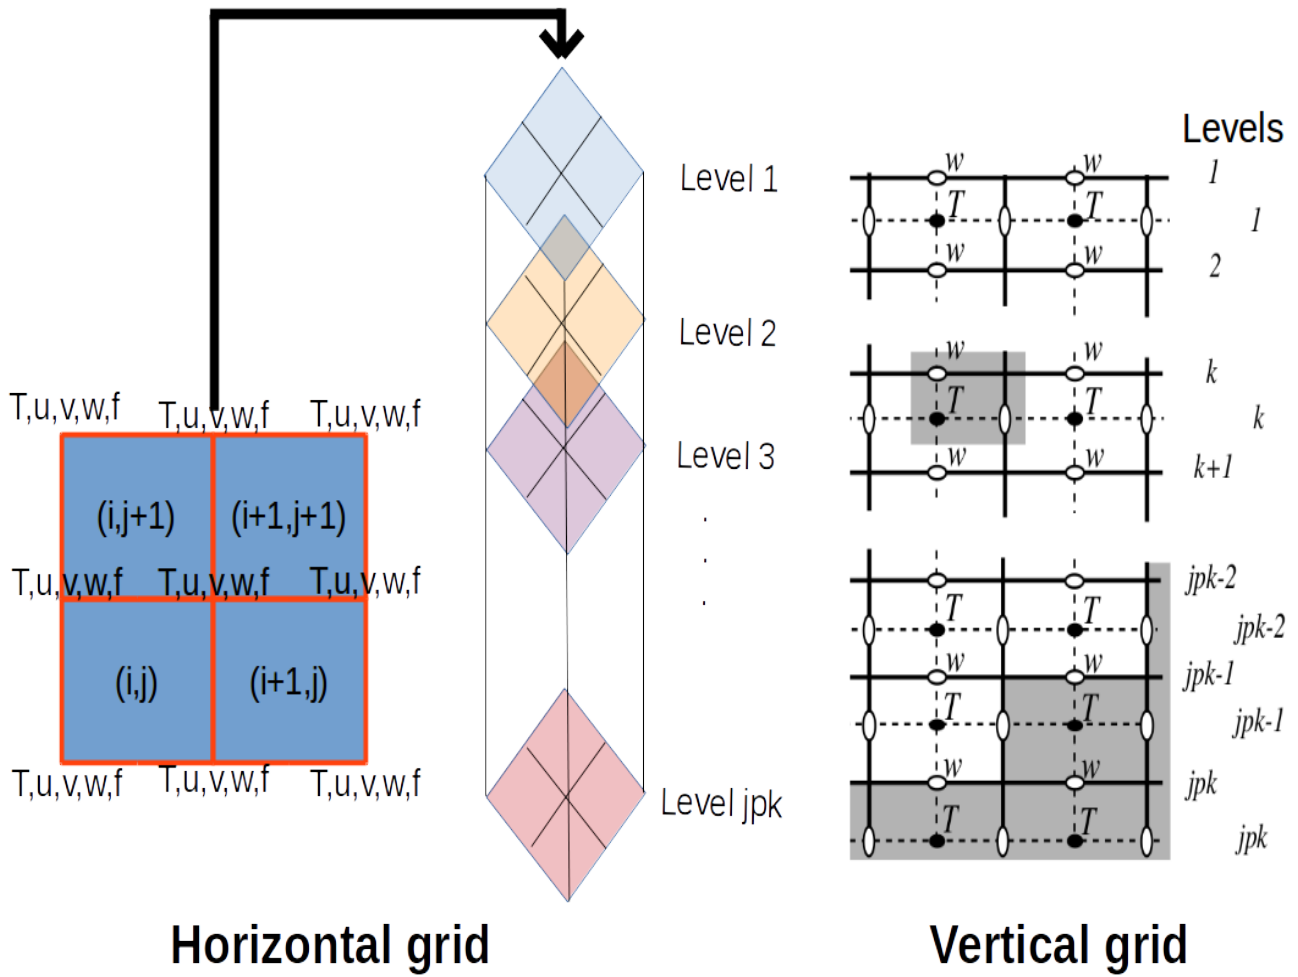 T,u,v,w,f T,u,v,w,f T,u,v,w,f
(i,j+1) (i+1,j+1)
T,u,v,w,f T,u,v,w,f T,u,v,w,f
(i,j) (i+1,j)
T,u,v,w,f T,u,v,w,f T,u,v,w,f
Horizontal grid
Level 1
Level 2
Level 3
.
.
.
Level jpk
Levels
w w 1
T T 1
w w 2
w w k
T T k
w w k+1
jpk-2
T T jpk-2
w w jpk-1
T T jpk-1
w w jpk
T T jpk
Vertical grid